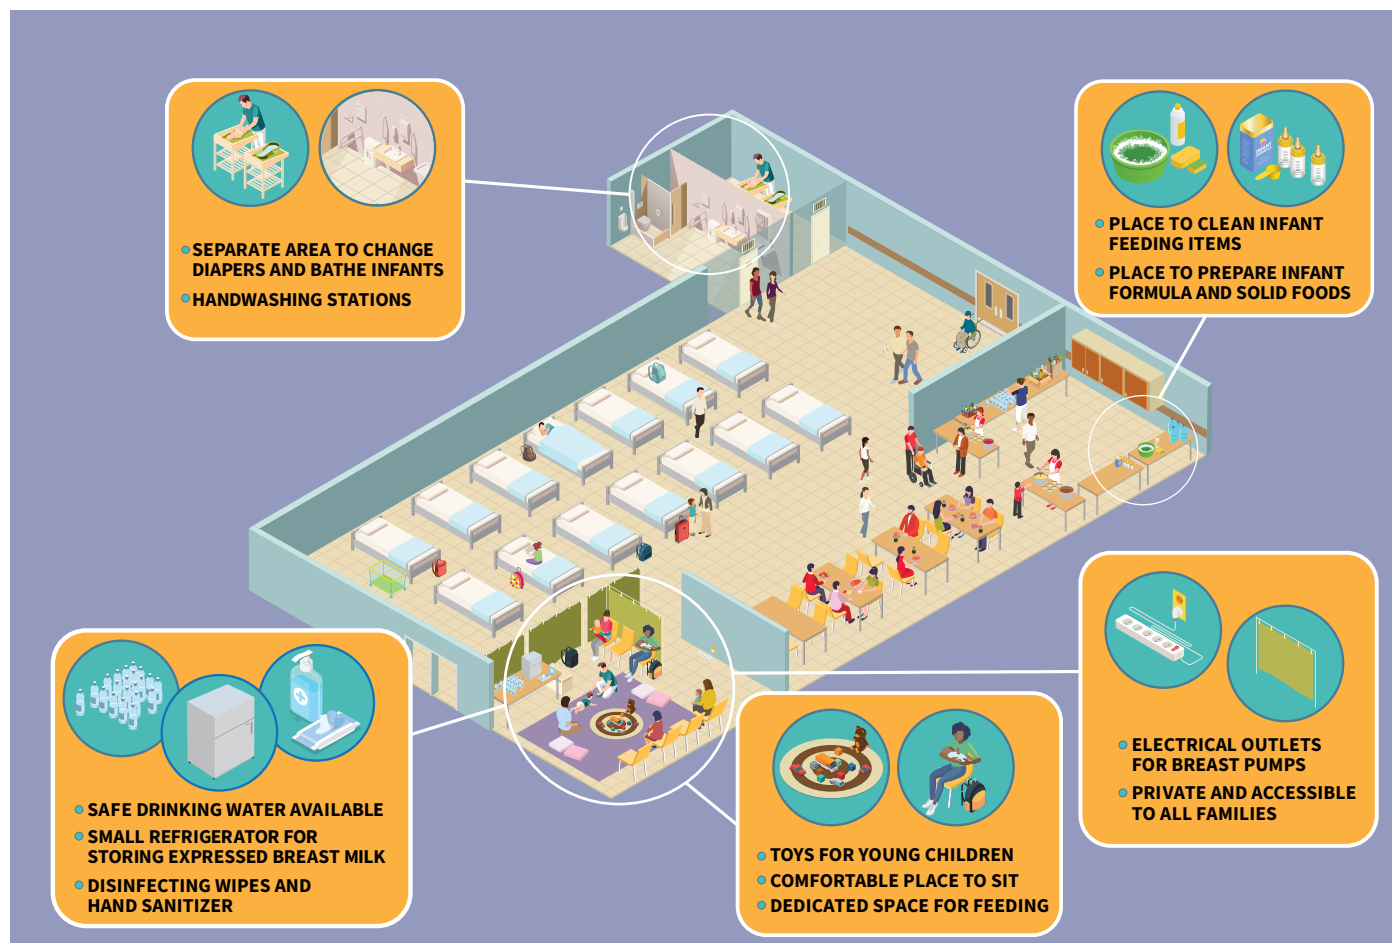 SEPARATE AREA TO CHANGE
DIAPERS AND BATHE INFANTS
HANDWASHING STATIONS
PLACE TO CLEAN INFANT
FEEDING ITEMS
PLACE TO PREPARE INFANT
FORMULA AND SOLID FOODS
SAFE DRINKING WATER AVAILABLE
SMALL REFRIGERATOR FOR
STORING EXPRESSED BREAST MILK
DISINFECTING WIPES AND
HAND SANITIZER
TOYS FOR YOUNG CHILDREN
COMFORTABLE PLACE TO SIT
DEDICATED SPACE FOR FEEDING
ELECTRICAL OUTLETS
FOR BREAST PUMPS
PRIVATE AND ACCESSIBLE
TO ALL FAMILIES